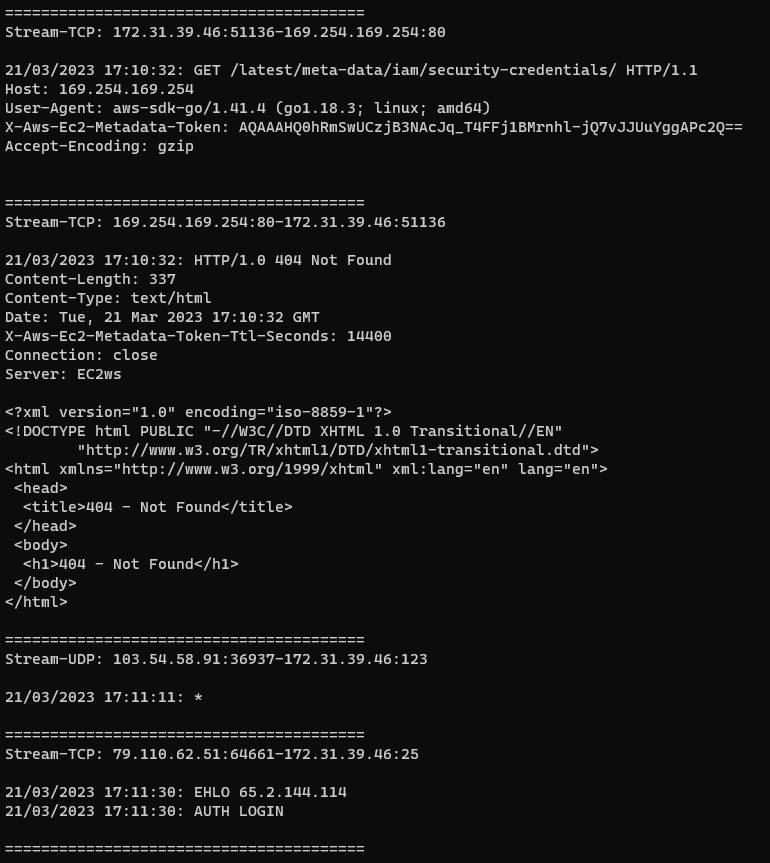 ========================================
Stream-TCP: 172.31.39.46:51136-169.254.169.254:80
21/03/2023 17:10:32: GET /latest/meta-data/iam/security-credentials/ HTTP/1.1
Host: 169.254.169.254
User-Agent: aws-sdk-go/1.41.4 (go1.18.3; linux; amd64)
X-Aws-Ec2-Metadata-Token: AQAAAHQ0hRmSwUCzjB3NAcJq_T4FFj1BMrnhl-jQ7vJJUuYggAPc2Q==
Accept-Encoding: gzip
========================================
Stream-TCP: 169.254.169.254:80-172.31.39.46:51136
21/03/2023 17:10:32: HTTP/1.0 404 Not Found
Content-Length: 337
Content-Type: text/html
Date: Tue, 21 Mar 2023 17:10:32 GMT
X-Aws-Ec2-Metadata-Token-Ttl-Seconds: 14400
Connection: close
Server: EC2ws
<?xml version="1.0" encoding="iso-8859-1"?>
<!DOCTYPE html PUBLIC "-//W3C//DTD XHTML 1.0 Transitional//EN"
        "http://www.w3.org/TR/xhtml1/DTD/xhtml1-transitional.dtd">
<html xmlns="http://www.w3.org/1999/xhtml" xml:lang="en" lang="en">
 <head>
  <title>404 - Not Found</title>
 </head>
 <body>
  <h1>404 - Not Found</h1>
 </body>
</html>
========================================
Stream-UDP: 103.54.58.91:36937-172.31.39.46:123
21/03/2023 17:11:11: *
========================================
Stream-TCP: 79.110.62.51:64661-172.31.39.46:25
21/03/2023 17:11:30: EHLO 65.2.144.114
21/03/2023 17:11:30: AUTH LOGIN
========================================